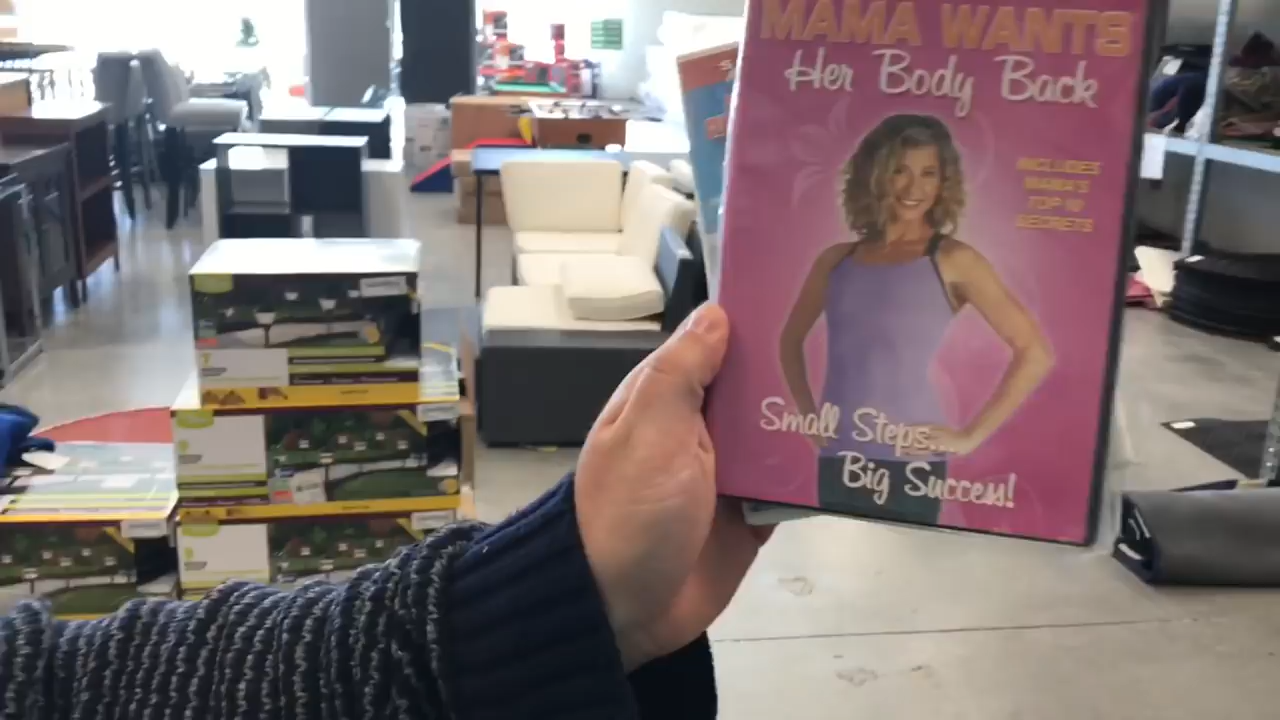 MAMA WANTS
Her Body Back
INCLUDES
MAMA'S
TOP 10
SECRETS
Small Steps...
Big Success!